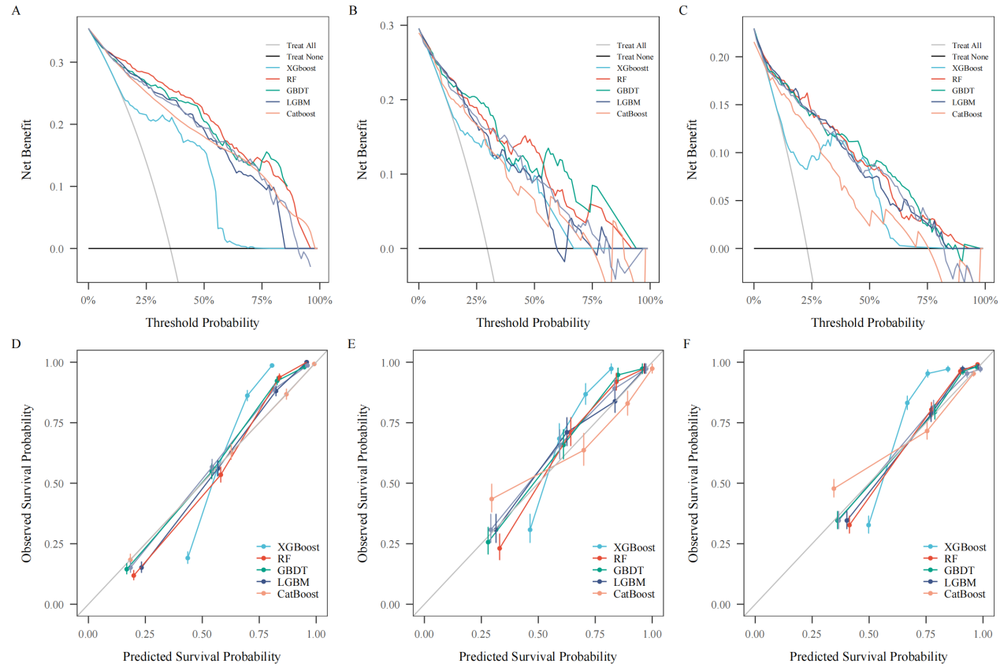 A
Net Benefit
0.3
0.2
0.1
0.0
Treat All
Treat None
XGboost
RF
GBDT
LGBM
Catboost
0%
25%
50%
75%
100%
Threshold Probability
B
Net Benefit
0.3
0.2
0.1
0.0
Treat All
Treat None
XGboostt
RF
GBDT
LGBM
CatBoost
0%
25%
50%
75%
100%
Threshold Probability
C
Net Benefit
0.20
0.15
0.10
0.05
0.00
Treat All
Treat None
XGBoost
RF
GBDT
LGBM
CatBoost
0%
25%
50%
75%
100%
Threshold Probability
D
Observed Survival Probability
1.00
0.75
0.50
0.25
0.00
XGBoost
RF
GBDT
LGBM
CatBoost
0.00
0.25
0.50
0.75
1.00
Predicted Survival Probability
E
Observed Survival Probability
1.00
0.75
0.50
0.25
0.00
XGBoost
RF
GBDT
LGBM
CatBoost
0.00
0.25
0.50
0.75
1.00
Predicted Survival Probability
F
Observed Survival Probability
1.00
0.75
0.50
0.25
0.00
XGBoost
RF
GBDT
LGBM
CatBoost
0.00
0.25
0.50
0.75
1.00
Predicted Survival Probability